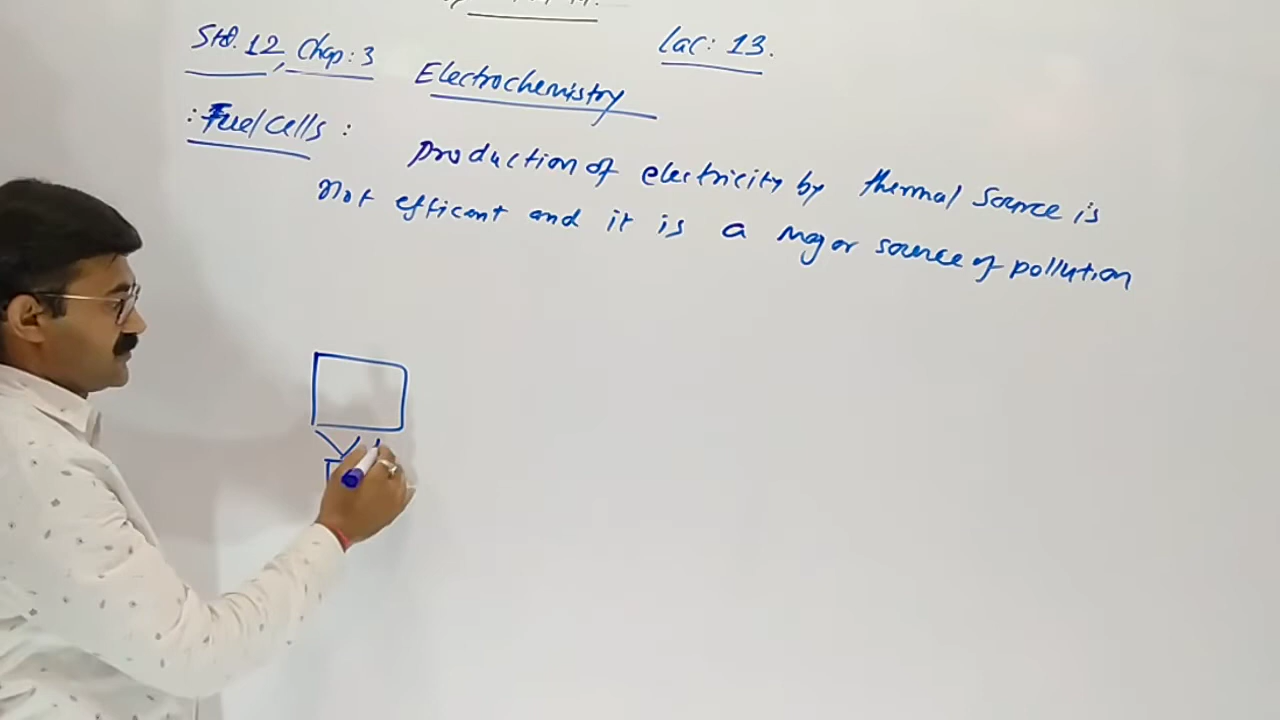 Std. 12, Chap: 3
Lac: 13.
Electrochemistry
: Fuel Cells :
Production of electricity by thermal Source is
not efficent and it is a major source of pollution